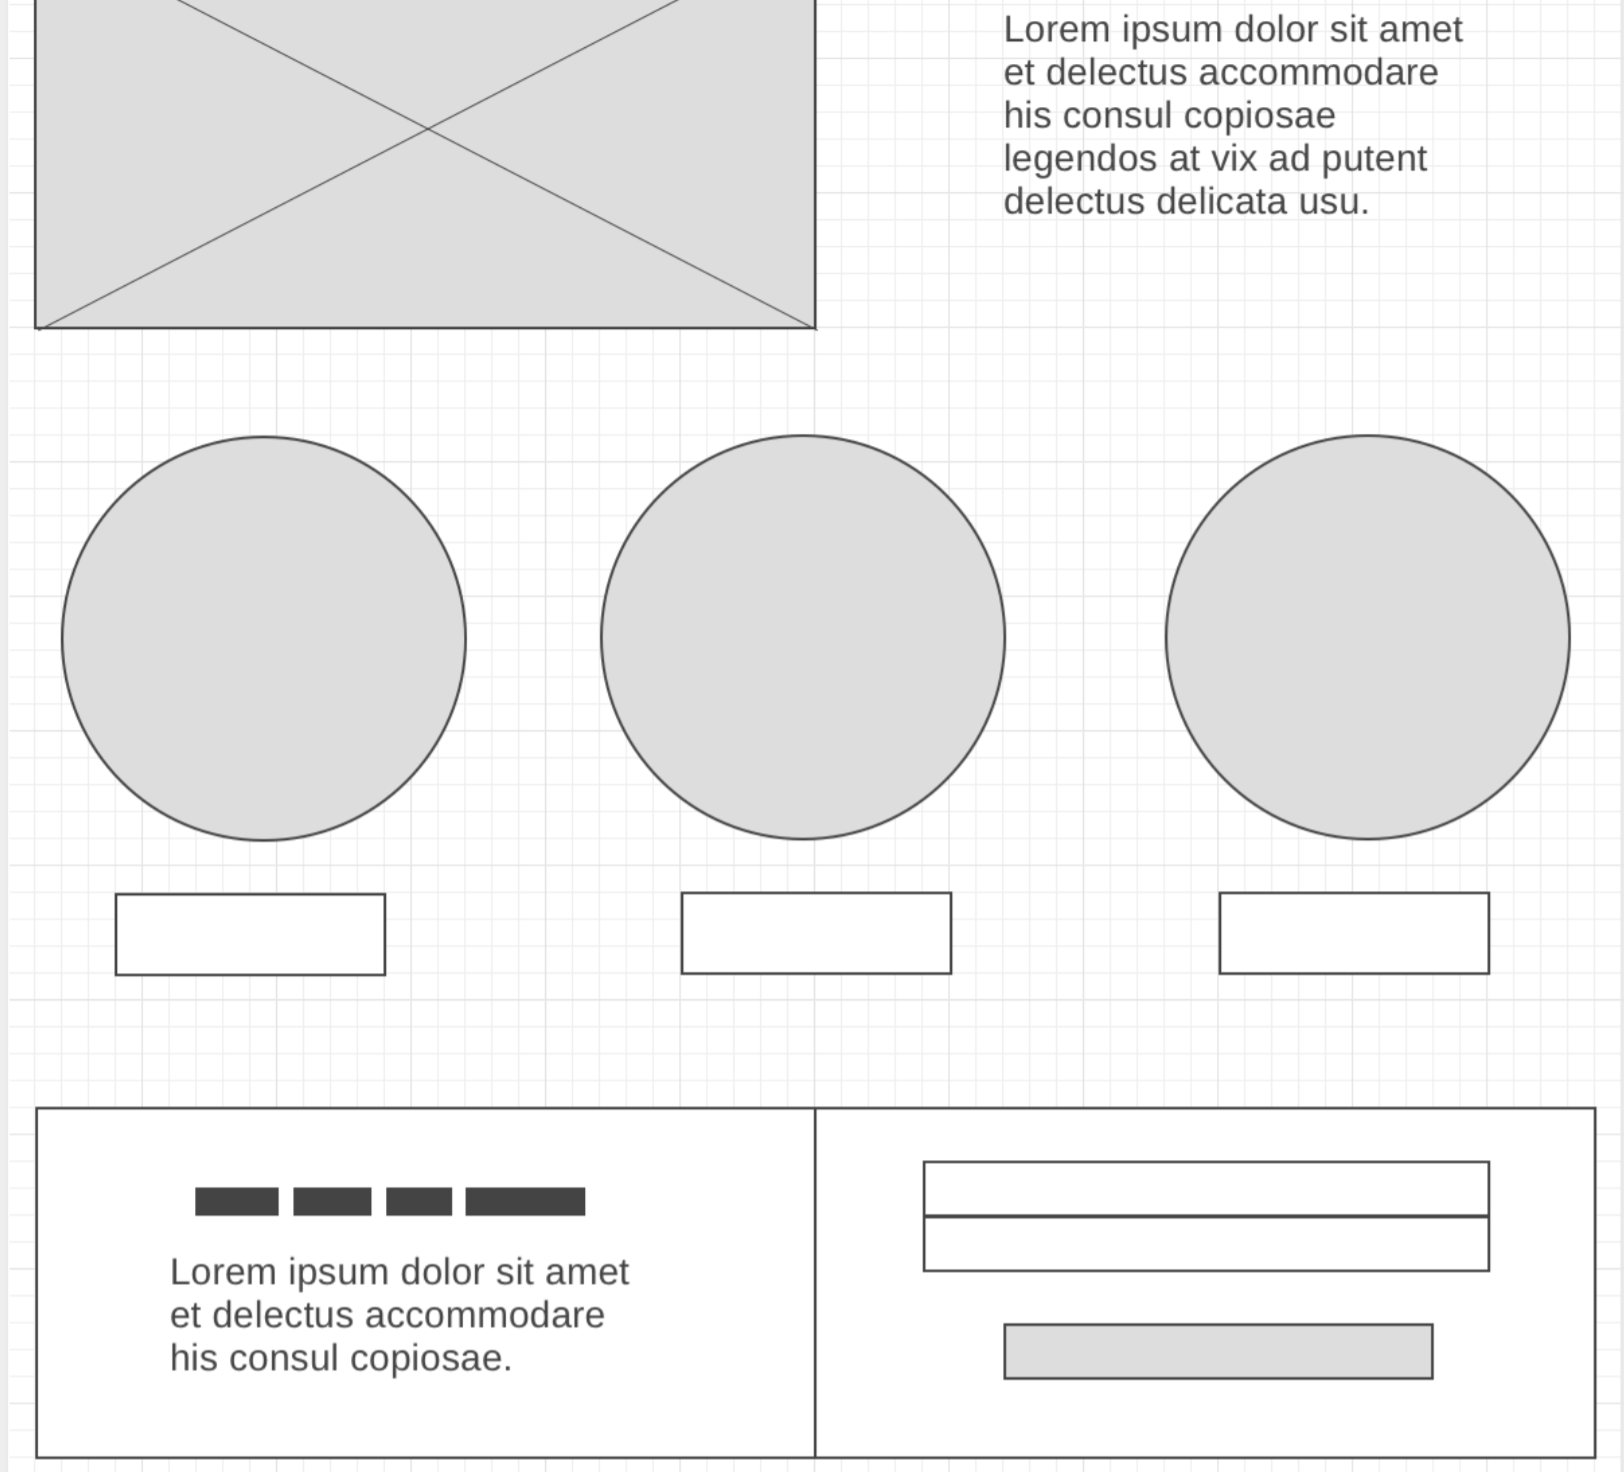 Lorem ipsum dolor sit amet
et delectus accommodare
his consul copiosae
legendos at vix ad putent
delectus delicata usu.
Lorem ipsum dolor sit amet
et delectus accommodare
his consul copiosae.